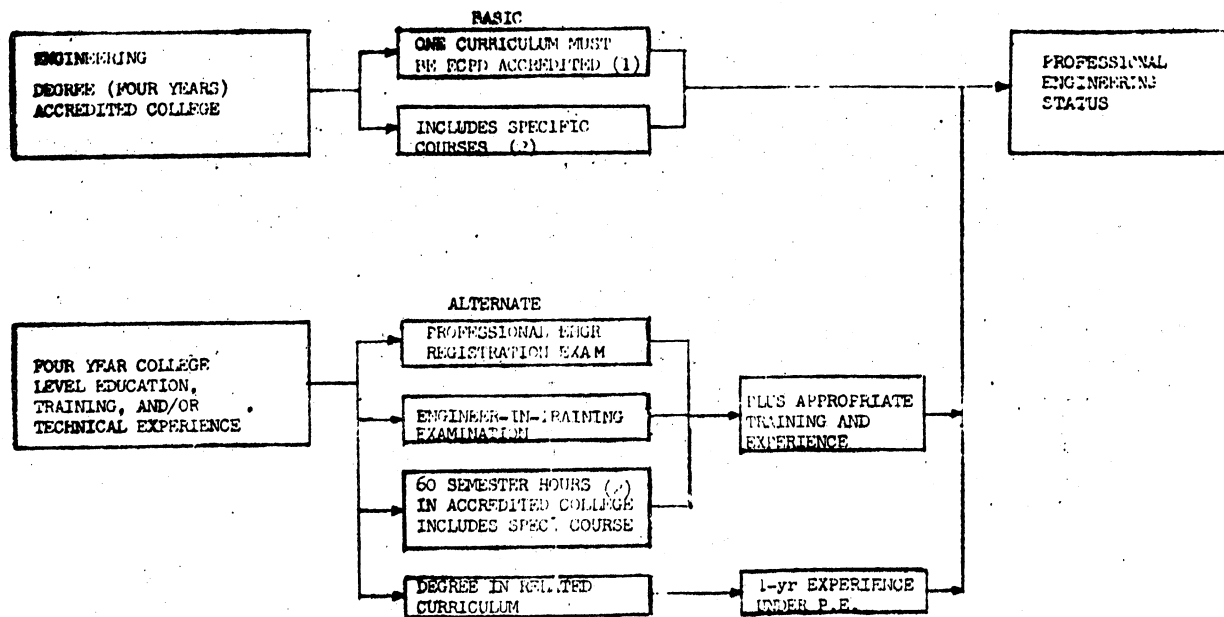 BASIC
ENGINEERING
DEGREE (FOUR YEARS)
ACCREDITED COLLEGE
ONE CURRICULUM MUST
BE ECPD ACCREDITED (1)
INCLUDES SPECIFIC
COURSES (2)
PROFESSIONAL
ENGINEERING
STATUS
ALTERNATE
FOUR YEAR COLLEGE
LEVEL EDUCATION,
TRAINING, AND/OR
TECHNICAL EXPERIENCE
PROFESSIONAL ENGR
REGISTRATION EXAM
ENGINEER-IN-TRAINING
EXAMINATION
60 SEMESTER HOURS (2)
IN ACCREDITED COLLEGE
INCLUDES SPEC. COURSE
DEGREE IN RELATED
CURRICULUM
PLUS APPROPRIATE
TRAINING AND
EXPERIENCE
1-yr EXPERIENCE
UNDER P.E.